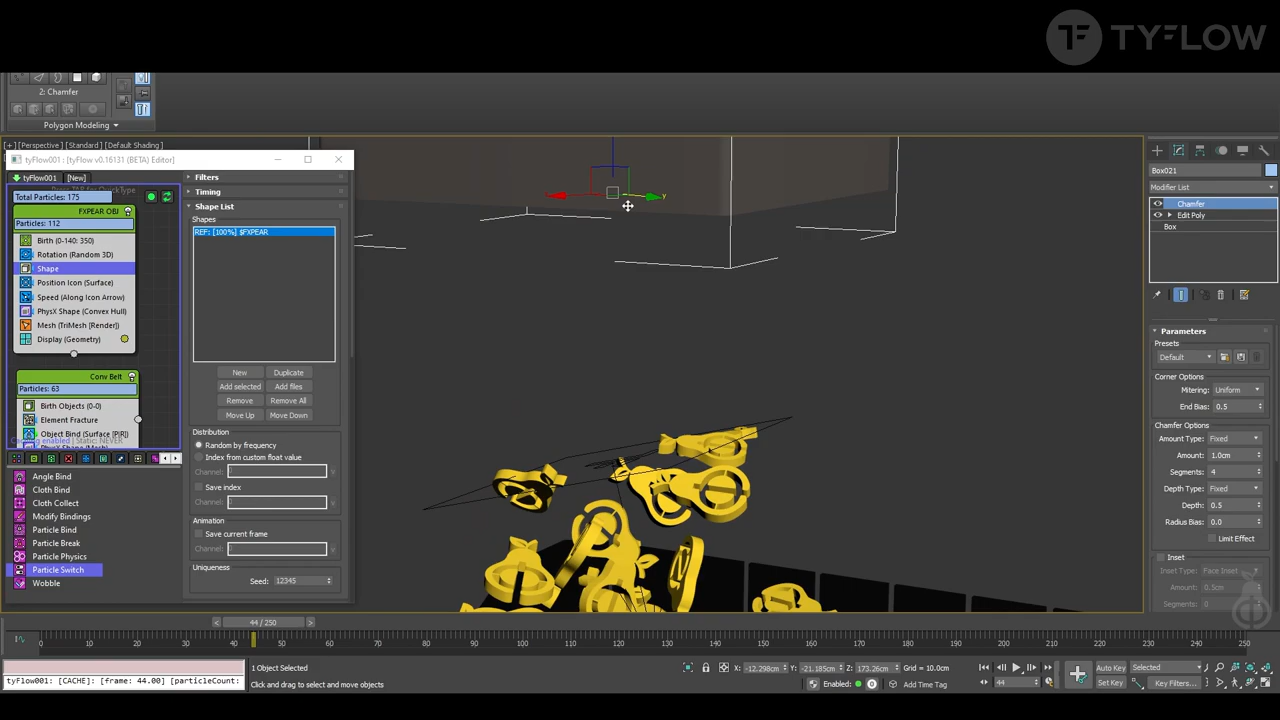 TYFLOW
2: Chamfer
Polygon Modeling
[+] [Perspective] [Standard] [Default Shading]
tyFlow001 : [tyFlow v0.16131 (BETA) Editor]
tyFlow001 [New]
Total Particles: 175
FXPEAR OBJ
Particles: 112
Birth (0-140: 350)
Rotation (Random 3D)
Shape
Position Icon (Surface)
Speed (Along Icon Arrow)
PhysX Shape (Convex Hull)
Mesh (TriMesh [Render])
Display (Geometry)
Conv Belt
Particles: 63
Birth Objects (0-0)
Element Fracture
Object Bind (Surface [P|R])
Angle Bind
Cloth Bind
Cloth Collect
Modify Bindings
Particle Bind
Particle Break
Particle Physics
Particle Switch
Wobble
Filters
Timing
Shape List
Shapes
REF: [100%] $FXPEAR
New Duplicate
Add selected Add files
Remove Remove All
Move Up Move Down
Distribution
Random by frequency
Index from custom float value
Channel:
Save index
Channel:
Animation
Save current frame
Channel:
Uniqueness
Seed: 12345
y
Box021
Modifier List
Chamfer
Edit Poly
Box
Parameters
Presets
Default
Corner Options
Mitering: Uniform
End Bias: 0.5
Chamfer Options
Amount Type: Fixed
Amount: 1.0cm
Segments: 4
Depth Type: Fixed
Depth: 0.5
Radius Bias: 0.0
Limit Effect
Inset
Inset Type: Face Inset
Amount: 0.5cm
Segments: 0
< 44 / 250 >
0 10 20 30 40 50 60 70 80 90 100 110 120 130 140 150 160 170 180 190 200 210 220 230 240 250
tyFlow001: [CACHE]: [frame: 44.00] [particleCount:
1 Object Selected
Click and drag to select and move objects
X: -12.298cm Y: -21.185cm Z: 173.26cm Grid = 10.0cm
Enabled: Add Time Tag
44
Auto Key Selected
Set Key Key Filters...